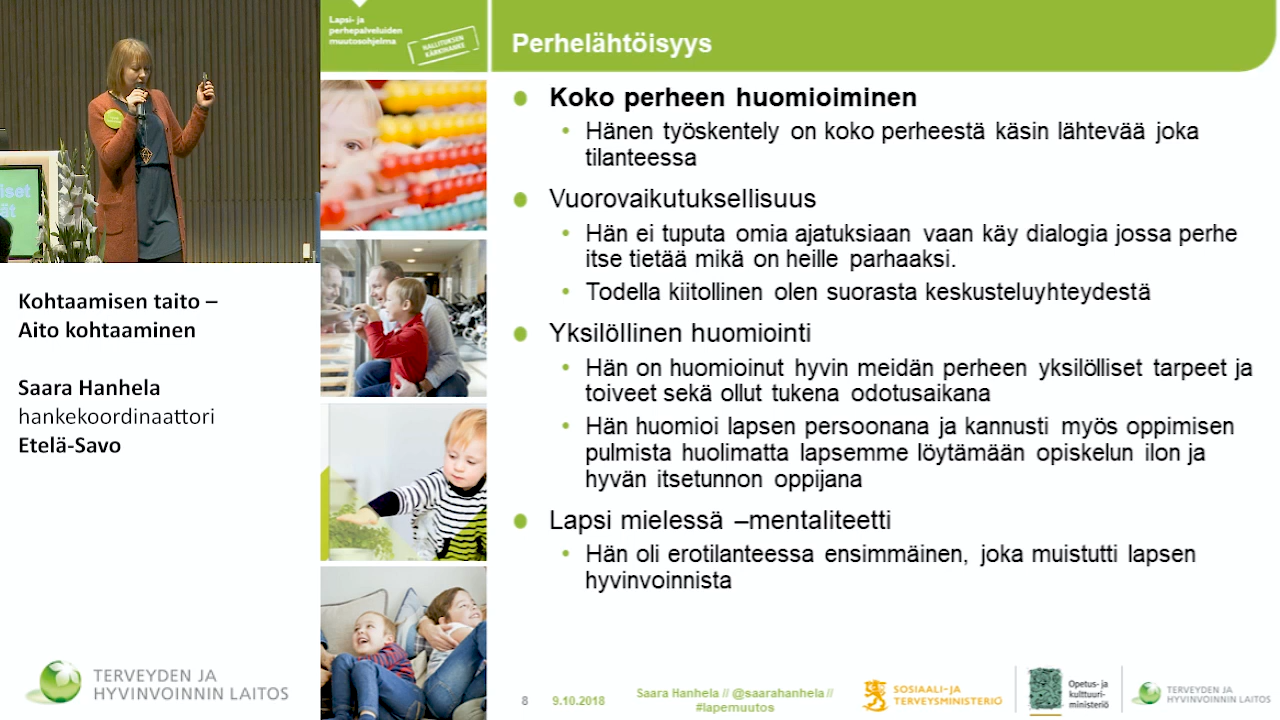 Lapsi- ja
perhepalveluiden
muutosohjelma
HALLITUKSEN
KÄRKIHANKE
Perhelähtöisyys
Koko perheen huomioiminen
Hänen työskentely on koko perheestä käsin lähtevää joka
tilanteessa
Vuorovaikutuksellisuus
Hän ei tuputa omia ajatuksiaan vaan käy dialogia jossa perhe
itse tietää mikä on heille parhaaksi.
Todella kiitollinen olen suorasta keskusteluyhteydestä
Yksilöllinen huomiointi
Hän on huomioinut hyvin meidän perheen yksilölliset tarpeet ja
toiveet sekä ollut tukena odotusaikana
Hän huomioi lapsen persoonana ja kannusti myös oppimisen
pulmista huolimatta lapsemme löytämään opiskelun ilon ja
hyvän itsetunnon oppijana
Lapsi mielessä –mentaliteetti
Hän oli erotilanteessa ensimmäinen, joka muistutti lapsen
hyvinvoinnista
Kohtaamisen taito –
Aito kohtaaminen
Saara Hanhela
hankekoordinaattori
Etelä-Savo
TERVEYDEN JA
HYVINVOINNIN LAITOS
8
9.10.2018
Saara Hanhela // @saarahanhela //
#lapemuutos
SOSIAALI- JA
TERVEYSMINISTERIÖ
Opetus- ja
kulttuuri-
ministeriö
TERVEYDEN JA
HYVINVOINNIN LAITOS